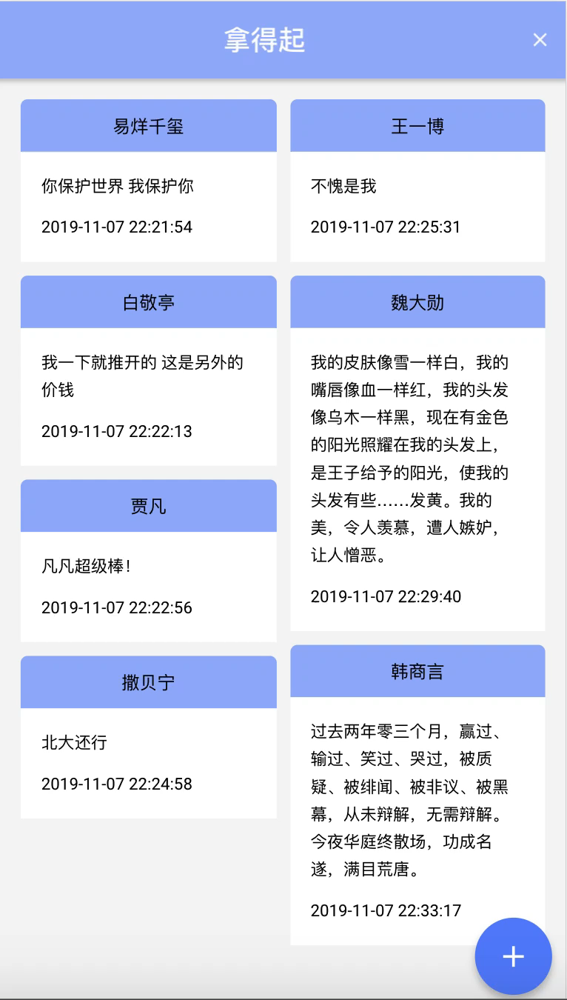 拿得起
×
易烊千玺
你保护世界 我保护你
2019-11-07 22:21:54
白敬亭
我一下就推开的 这是另外的
价钱
2019-11-07 22:22:13
贾凡
凡凡超级棒！
2019-11-07 22:22:56
撒贝宁
北大还行
2019-11-07 22:24:58
王一博
不愧是我
2019-11-07 22:25:31
魏大勋
我的皮肤像雪一样白，我的
嘴唇像血一样红，我的头发
像乌木一样黑，现在有金色
的阳光照耀在我的头发上，
是王子给予的阳光，使我的
头发有些……发黄。我的
美，令人羡慕，遭人嫉妒，
让人憎恶。
2019-11-07 22:29:40
韩商言
过去两年零三个月，赢过、
输过、笑过、哭过，被质
疑、被绯闻、被非议、被黑
幕，从未辩解，无需辩解。
今夜华庭终散场，功成名
遂，满目荒唐。
2019-11-07 22:33:17
+